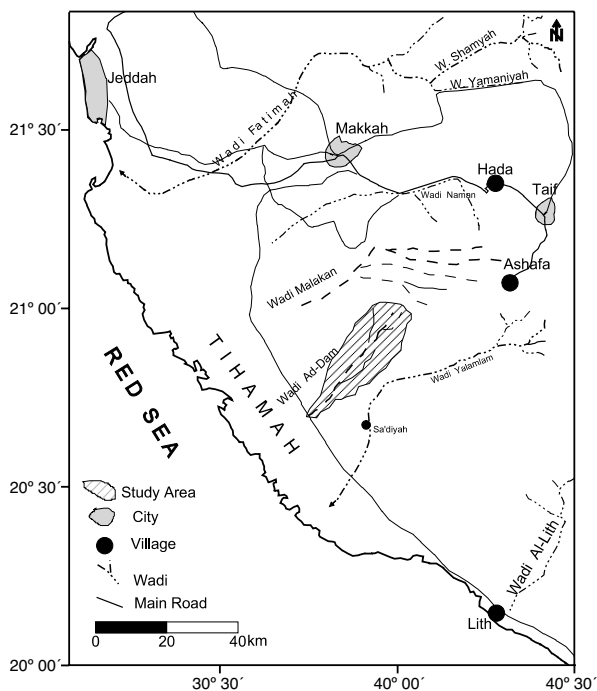 N
Jeddah
W. Shamyah
W. Yamaniyah
21° 30´
Wadi Fatimah
Makkah
Hada
Taif
Wadi Naman
Ashafa
Wadi Malakan
21° 00´
RED SEA
TIHAMAH
Wadi Ad-Dam
Wadi Yalamlam
Sa'diyah
20° 30´
Study Area
City
Village
Wadi
Main Road
Wadi Al-Lith
Lith
0 20 40 km
20° 00´
30° 30´ 40° 00´ 40° 30´